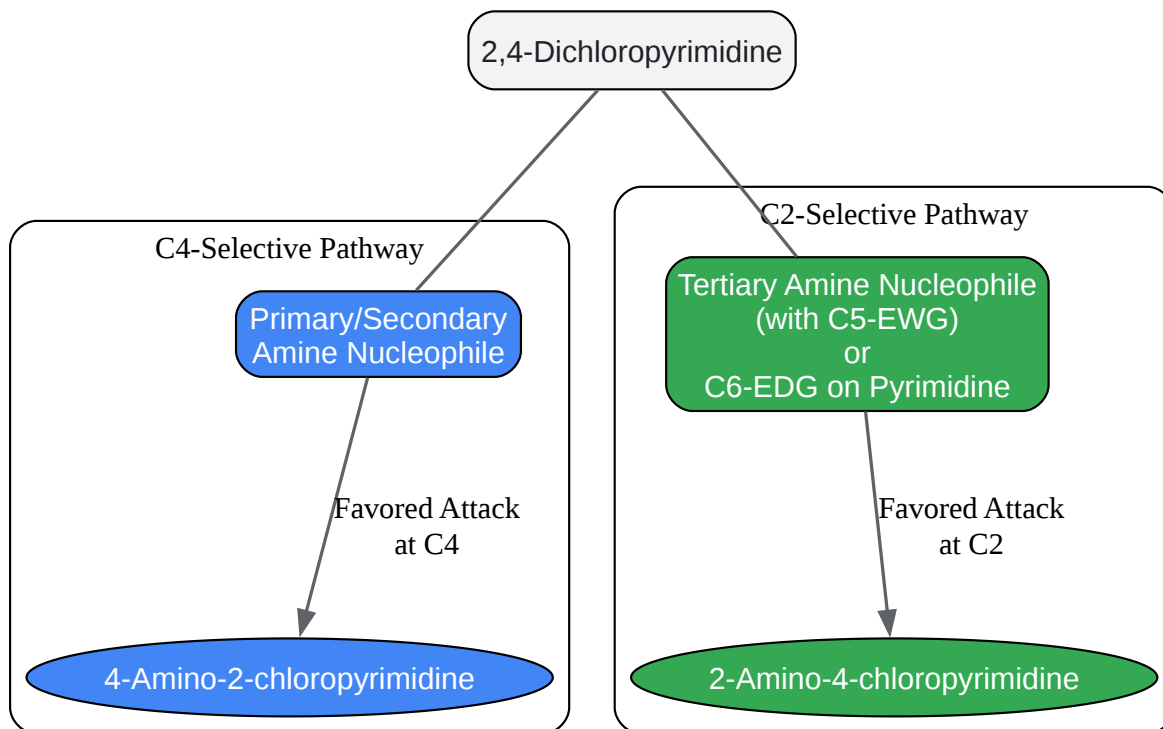 2,4-Dichloropyrimidine
C4-Selective Pathway
Primary/Secondary
Amine Nucleophile
Favored Attack
at C4
4-Amino-2-chloropyrimidine
C2-Selective Pathway
Tertiary Amine Nucleophile
(with C5-EWG)
or
C6-EDG on Pyrimidine
Favored Attack
at C2
2-Amino-4-chloropyrimidine